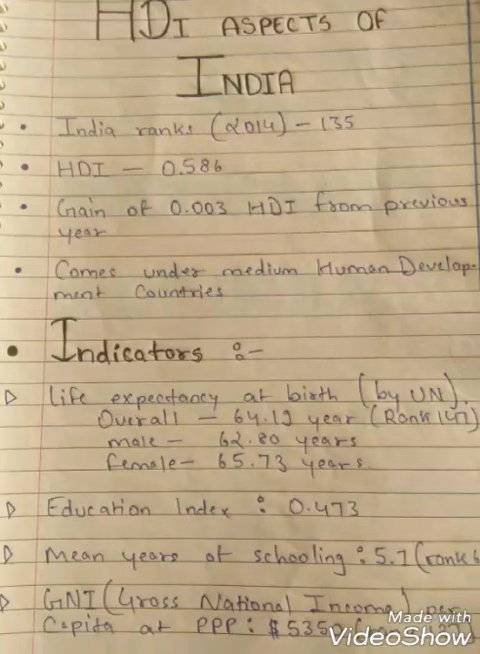 HDI ASPECTS OF
INDIA
• India ranks (2014) - 135
• HDI - 0.586
• Gain of 0.003 HDI from previous
year
• Comes under medium Human Develop-
ment Countries
• Indicators :-
▷ Life expectancy at birth (by UN).
Overall - 64.19 year (Rank 147)
male - 62.80 years
female - 65.73 years.
▷ Education Index : 0.473
▷ Mean years of schooling : 5.1 (rank
▷ GNI (Gross National Income) per
Capita at PPP : $5350
Made with
VideoShow